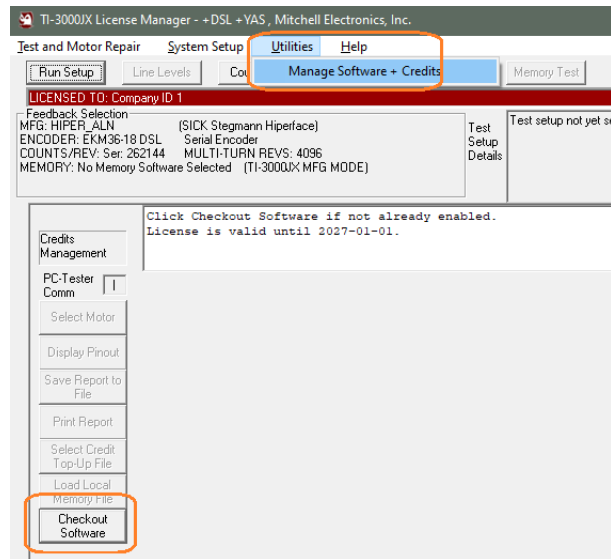 TI-3000JX License Manager - +DSL +YAS , Mitchell Electronics, Inc.
Test and Motor Repair System Setup Utilities Help
Run Setup Line Levels Cou Manage Software + Credits Memory Test
LICENSED TO: Company ID 1
Feedback Selection
MFG: HIPER_ALN (SICK Stegmann Hiperface)
ENCODER: EKM36-18 DSL Serial Encoder
COUNTS/REV: Ser: 262144 MULTI-TURN REVS: 4096
MEMORY: No Memory Software Selected (TI-3000JX MFG MODE)
Test
Setup
Details
Test setup not yet s
Click Checkout Software if not already enabled.
License is valid until 2027-01-01.
Credits
Management
PC-Tester
Comm
Select Motor
Display Pinout
Save Report to
File
Print Report
Select Credit
Top-Up File
Load Local
Memory File
Checkout
Software